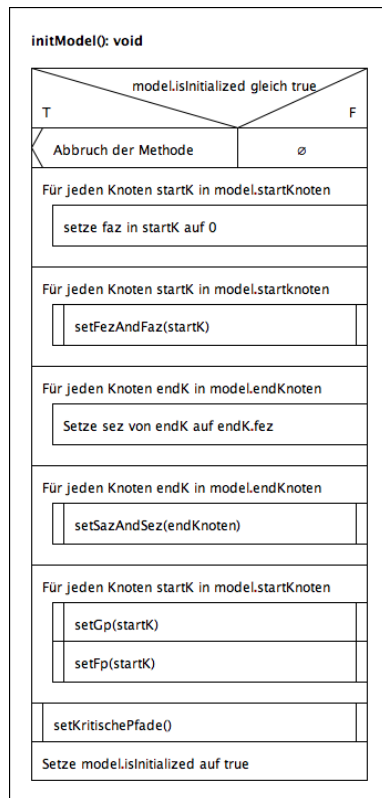 initModel(): void
model.isInitialized gleich true
T
F
Abbruch der Methode
ø
Für jeden Knoten startK in model.startKnoten
setze faz in startK auf 0
Für jeden Knoten startK in model.startknoten
setFezAndFaz(startK)
Für jeden Knoten endK in model.endKnoten
Setze sez von endK auf endK.fez
Für jeden Knoten endK in model.endKnoten
setSazAndSez(endKnoten)
Für jeden Knoten startK in model.startKnoten
setGp(startK)
setFp(startK)
setKritischePfade()
Setze model.isInitialized auf true